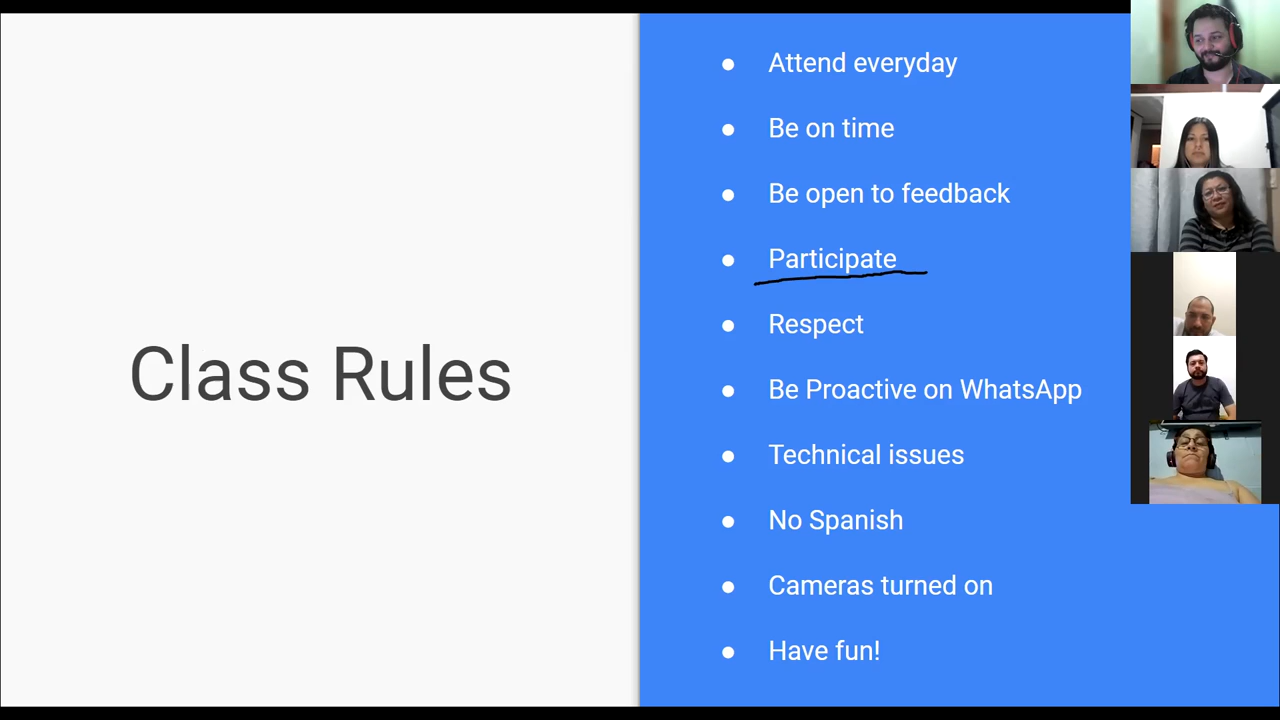 Class Rules
Attend everyday
Be on time
Be open to feedback
Participate
Respect
Be Proactive on WhatsApp
Technical issues
No Spanish
Cameras turned on
Have fun!